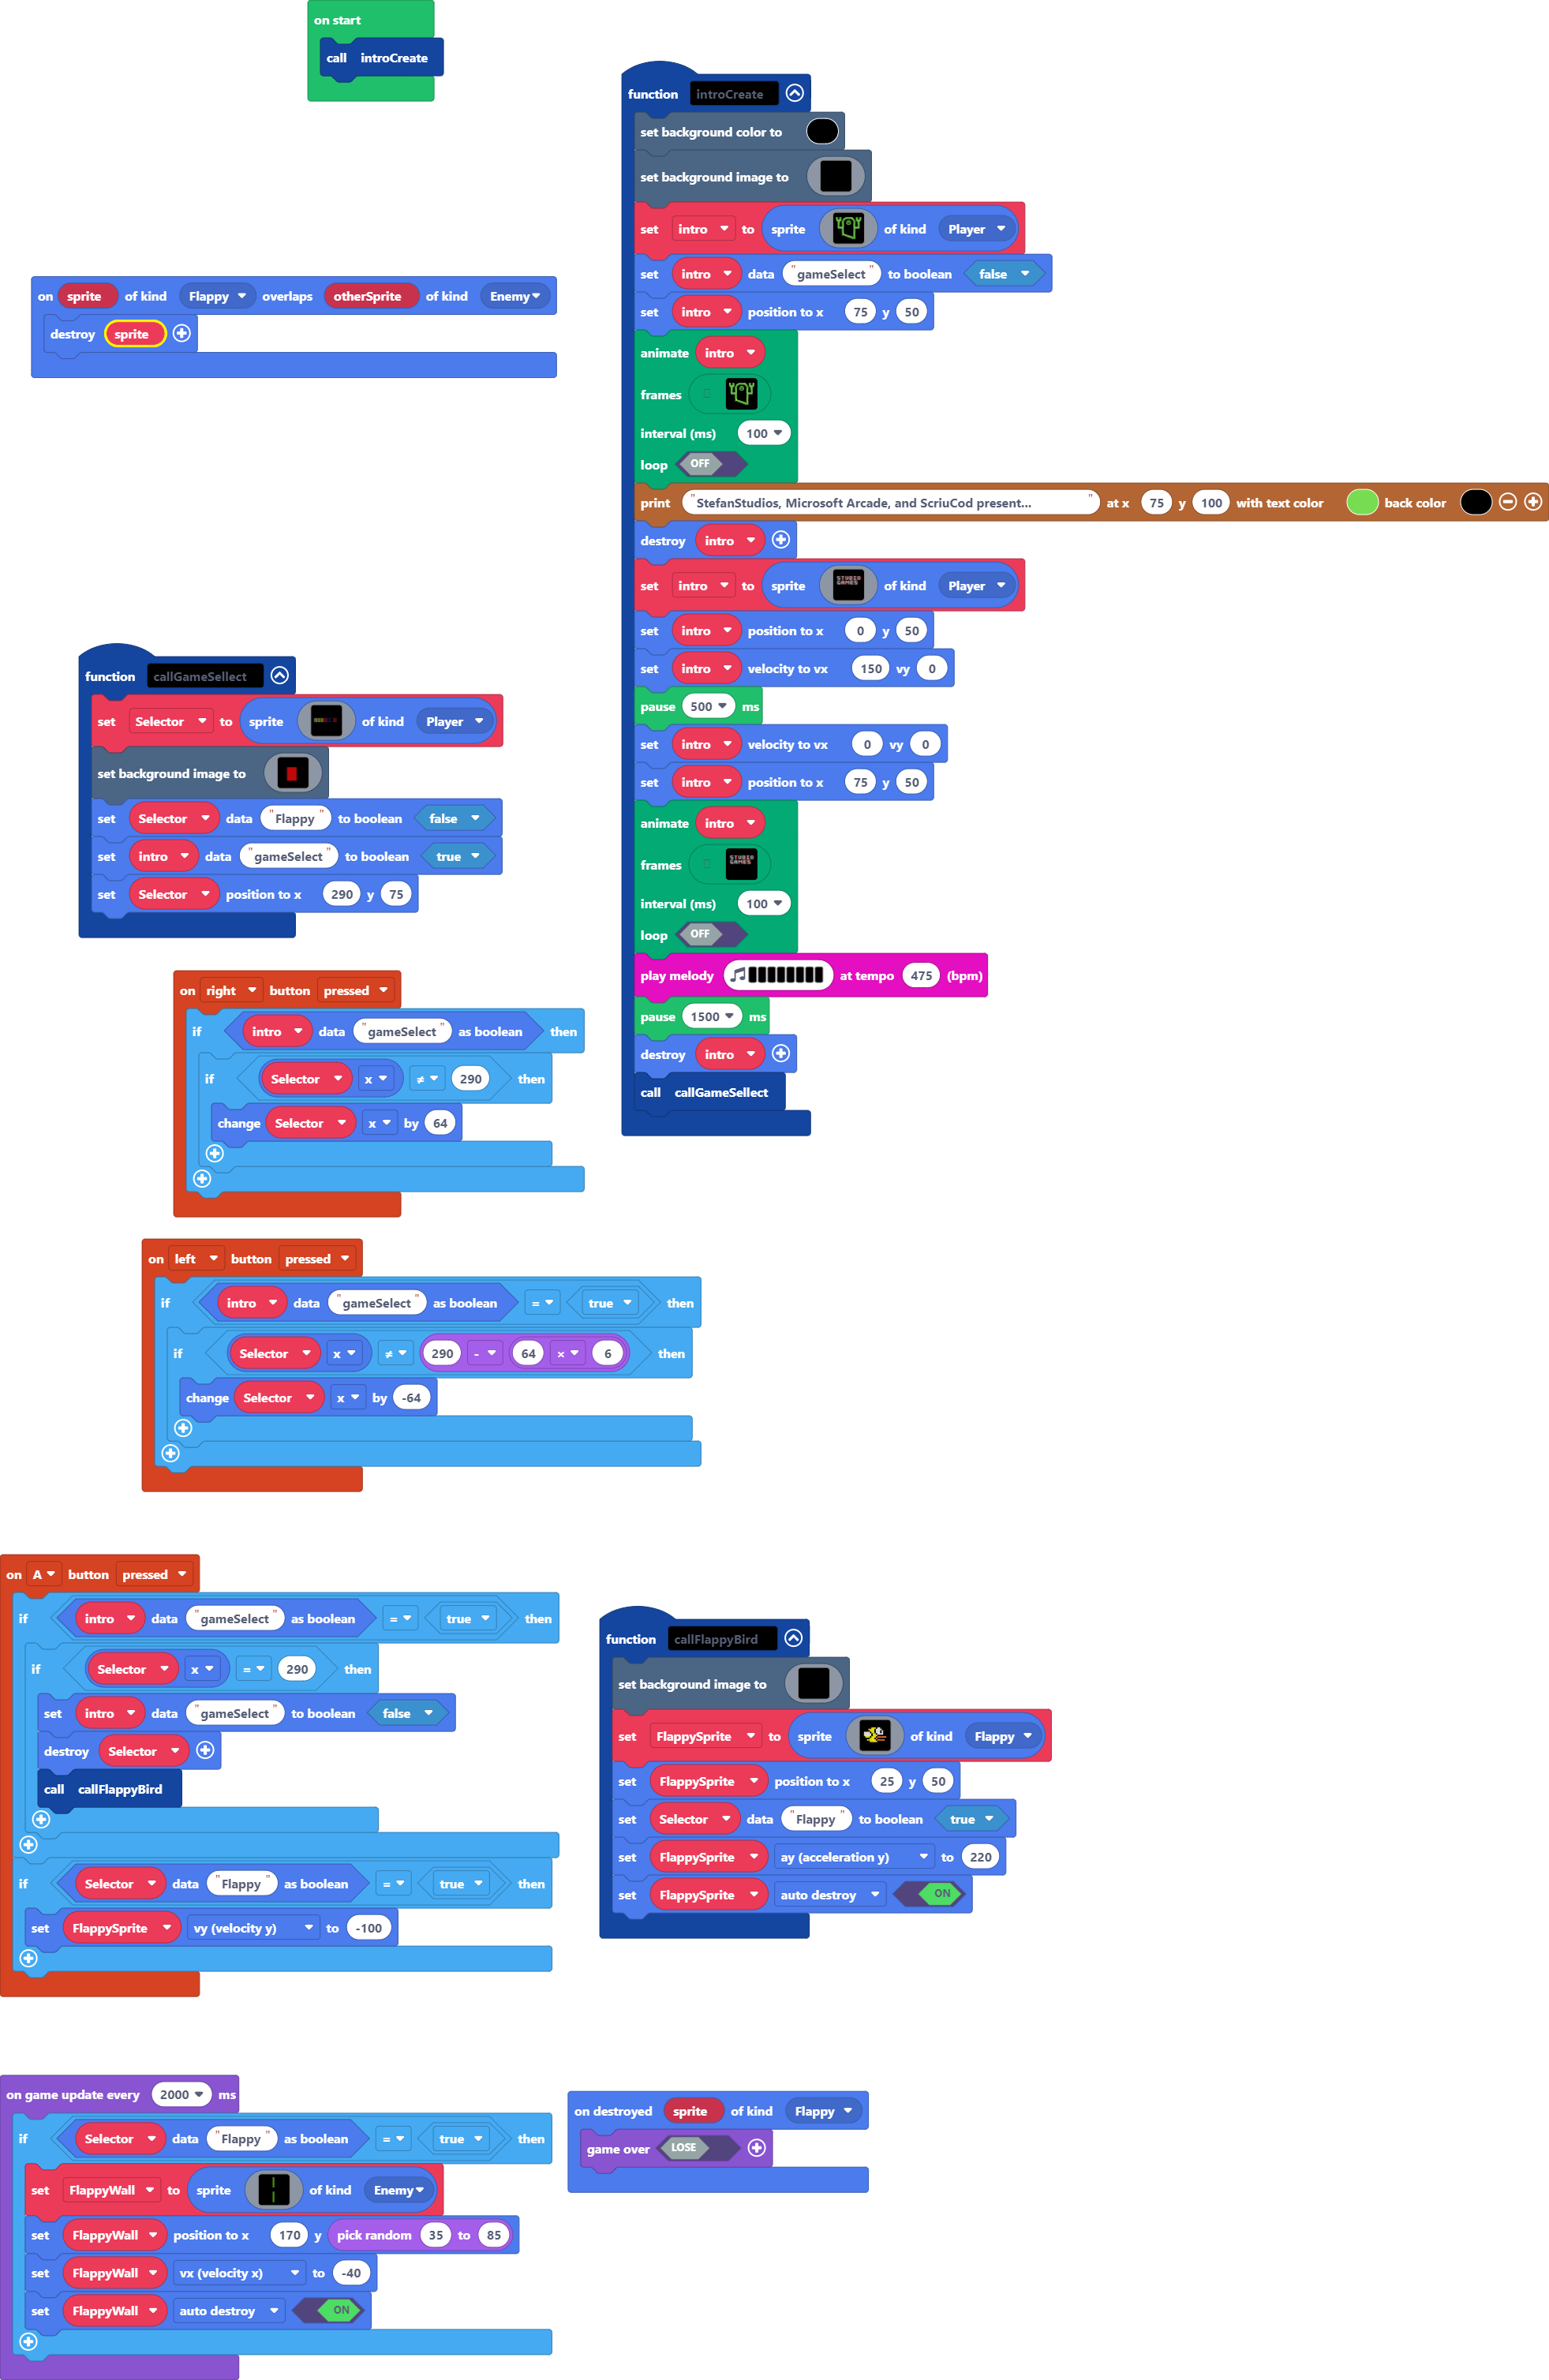 on start
call introCreate
function introCreate
set background color to
set background image to
set intro to sprite of kind Player
set intro data "gameSelect" to boolean false
set intro position to x 75 y 50
animate intro
frames
interval (ms) 100
loop OFF
print "StefanStudios, Microsoft Arcade, and ScriuCod present... " at x 75 y 100 with text color back color
destroy intro
set intro to sprite STUDIO GAMES of kind Player
set intro position to x 0 y 50
set intro velocity to vx 150 vy 0
pause 500 ms
set intro velocity to vx 0 vy 0
set intro position to x 75 y 50
animate intro
frames STUDIO GAMES
interval (ms) 100
loop OFF
play melody at tempo 475 (bpm)
pause 1500 ms
destroy intro
call callGameSellect
on sprite of kind Flappy overlaps otherSprite of kind Enemy
destroy sprite
function callGameSellect
set Selector to sprite of kind Player
set background image to
set Selector data "Flappy" to boolean false
set intro data "gameSelect" to boolean true
set Selector position to x 290 y 75
on right button pressed
if intro data "gameSelect" as boolean then
if Selector x ≠ 290 then
change Selector x by 64
on left button pressed
if intro data "gameSelect" as boolean = true then
if Selector x ≠ 290 - 64 × 6 then
change Selector x by -64
on A button pressed
if intro data "gameSelect" as boolean = true then
if Selector x = 290 then
set intro data "gameSelect" to boolean false
destroy Selector
call callFlappyBird
if Selector data "Flappy" as boolean = true then
set FlappySprite vy (velocity y) to -100
function callFlappyBird
set background image to
set FlappySprite to sprite of kind Flappy
set FlappySprite position to x 25 y 50
set Selector data "Flappy" to boolean true
set FlappySprite ay (acceleration y) to 220
set FlappySprite auto destroy ON
on game update every 2000 ms
if Selector data "Flappy" as boolean = true then
set FlappyWall to sprite of kind Enemy
set FlappyWall position to x 170 y pick random 35 to 85
set FlappyWall vx (velocity x) to -40
set FlappyWall auto destroy ON
on destroyed sprite of kind Flappy
game over LOSE